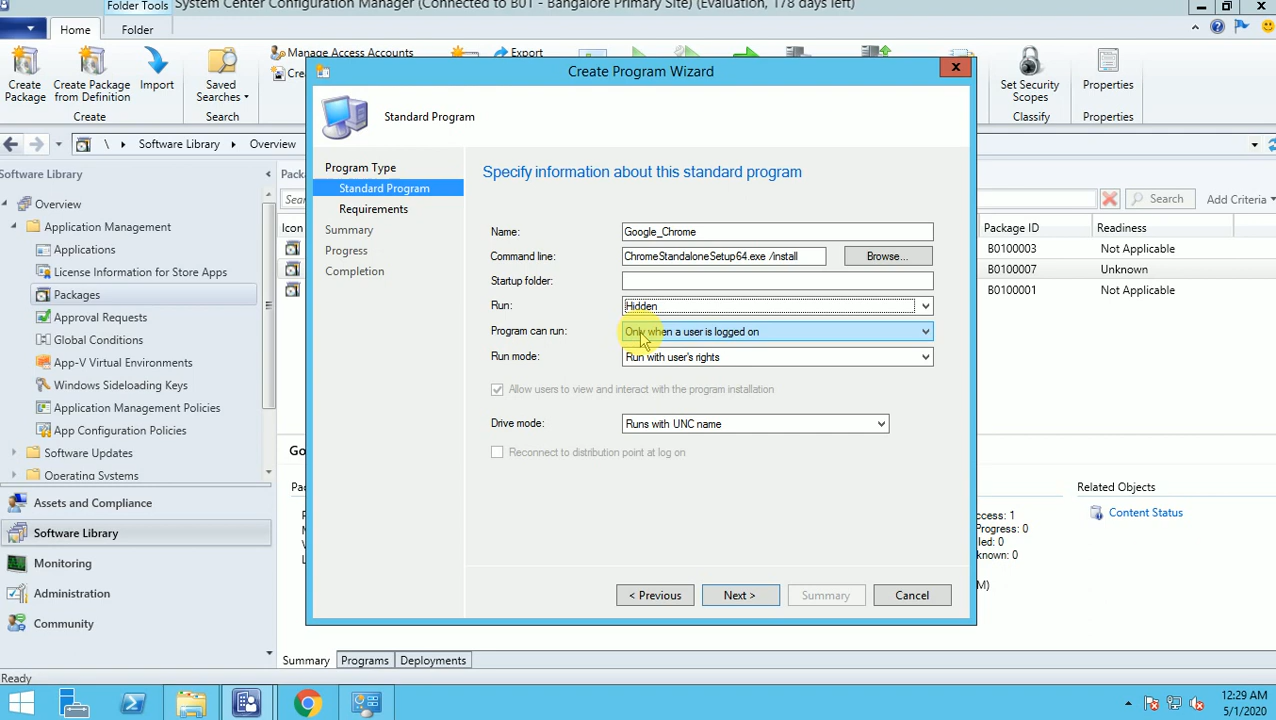 Folder Tools
System Center Configuration Manager (Connected to B01 - Bangalore Primary Site) (Evaluation, 178 days left)
Home
Folder
Create Package
Create Package from Definition
Import
Create
Saved Searches
Search
Manage Access Accounts
Export
Set Security Scopes
Classify
Properties
Properties
\ Software Library Overview
Software Library
Overview
Application Management
Applications
License Information for Store Apps
Packages
Approval Requests
Global Conditions
App-V Virtual Environments
Windows Sideloading Keys
Application Management Policies
App Configuration Policies
Software Updates
Operating Systems
Assets and Compliance
Software Library
Monitoring
Administration
Community
Ready
Icon
Search
Add Criteria
Package ID Readiness
B0100003 Not Applicable
B0100007 Unknown
B0100001 Not Applicable
Related Objects
Content Status
Summary Programs Deployments
Create Program Wizard
Standard Program
Program Type
Standard Program
Requirements
Summary
Progress
Completion
Specify information about this standard program
Name: Google_Chrome
Command line: ChromeStandaloneSetup64.exe /install Browse...
Startup folder:
Run: Hidden
Program can run: Only when a user is logged on
Run mode: Run with user's rights
Allow users to view and interact with the program installation
Drive mode: Runs with UNC name
Reconnect to distribution point at log on
< Previous Next > Summary Cancel
12:29 AM
5/1/2020